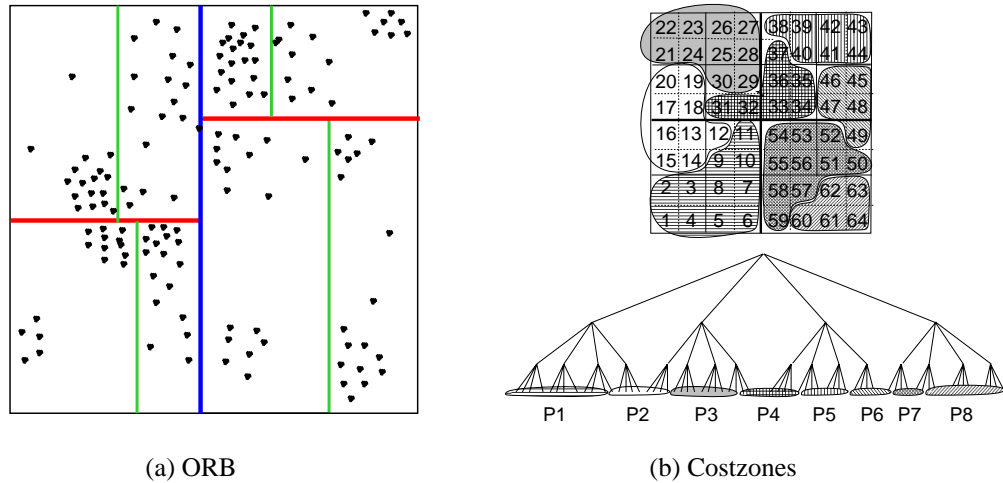 22 23 26 27 38 39 42 43
21 24 25 28 37 40 41 44
20 19 30 29 36 35 46 45
17 18 31 32 33 34 47 48
16 13 12 11 54 53 52 49
15 14 9 10 55 56 51 50
2 3 8 7 58 57 62 63
1 4 5 6 59 60 61 64
P1 P2 P3 P4 P5 P6 P7 P8
(a) ORB
(b) Costzones